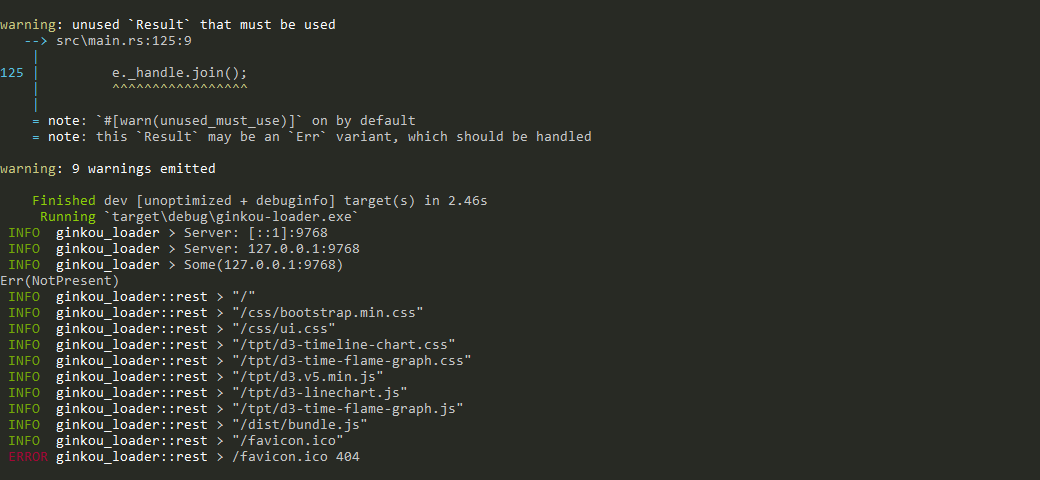 warning: unused `Result` that must be used
--> src\main.rs:125:9
|
125 | e._handle.join();
| ^^^^^^^^^^^^^^^^^
|
= note: `#[warn(unused_must_use)]` on by default
= note: this `Result` may be an `Err` variant, which should be handled
warning: 9 warnings emitted
Finished dev [unoptimized + debuginfo] target(s) in 2.46s
Running `target\debug\ginkou-loader.exe`
INFO ginkou_loader > Server: [::1]:9768
INFO ginkou_loader > Server: 127.0.0.1:9768
INFO ginkou_loader > Some(127.0.0.1:9768)
Err(NotPresent)
INFO ginkou_loader::rest > "/"
INFO ginkou_loader::rest > "/css/bootstrap.min.css"
INFO ginkou_loader::rest > "/css/ui.css"
INFO ginkou_loader::rest > "/tpt/d3-timeline-chart.css"
INFO ginkou_loader::rest > "/tpt/d3-time-flame-graph.css"
INFO ginkou_loader::rest > "/tpt/d3.v5.min.js"
INFO ginkou_loader::rest > "/tpt/d3-linechart.js"
INFO ginkou_loader::rest > "/tpt/d3-time-flame-graph.js"
INFO ginkou_loader::rest > "/dist/bundle.js"
INFO ginkou_loader::rest > "/favicon.ico"
ERROR ginkou_loader::rest > /favicon.ico 404